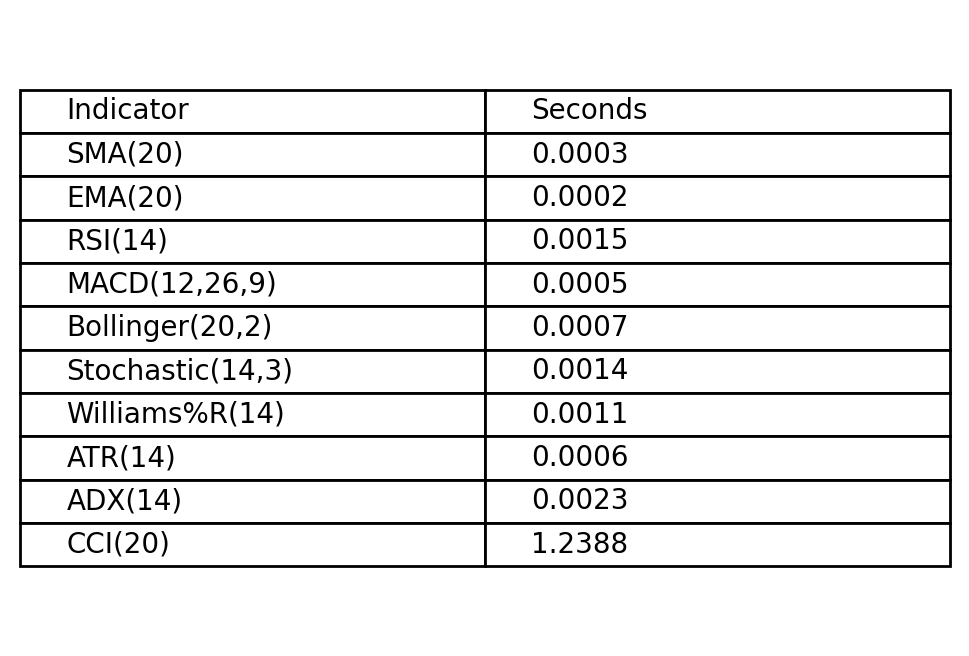 Indicator Seconds
SMA(20) 0.0003
EMA(20) 0.0002
RSI(14) 0.0015
MACD(12,26,9) 0.0005
Bollinger(20,2) 0.0007
Stochastic(14,3) 0.0014
Williams%R(14) 0.0011
ATR(14) 0.0006
ADX(14) 0.0023
CCI(20) 1.2388